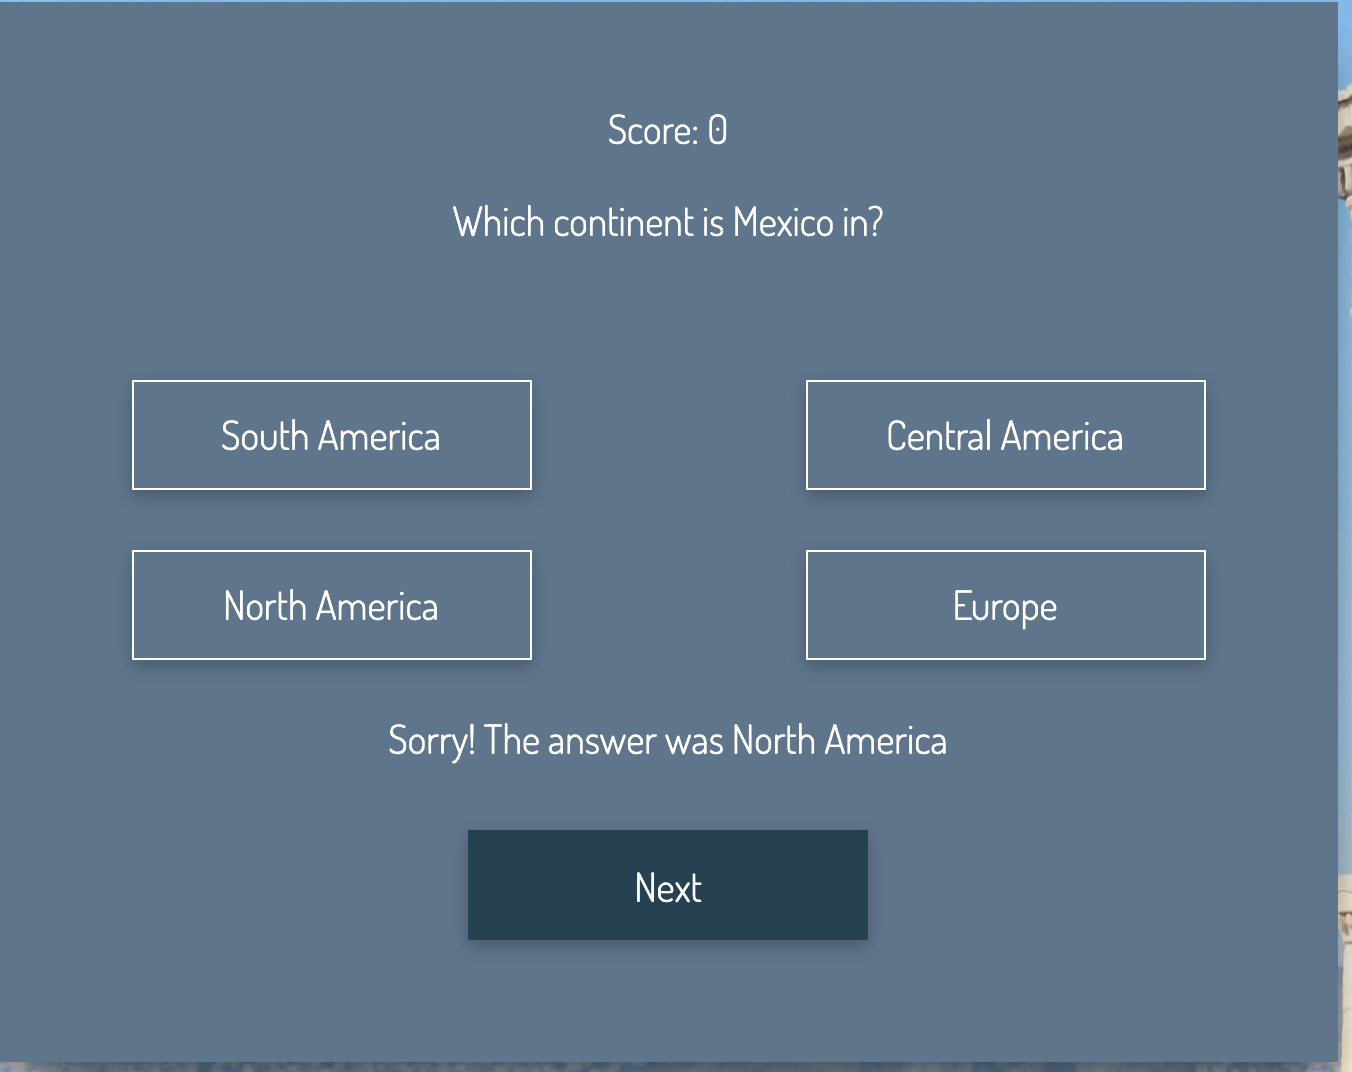 Score: 0
Which continent is Mexico in?
South America
Central America
North America
Europe
Sorry! The answer was North America
Next